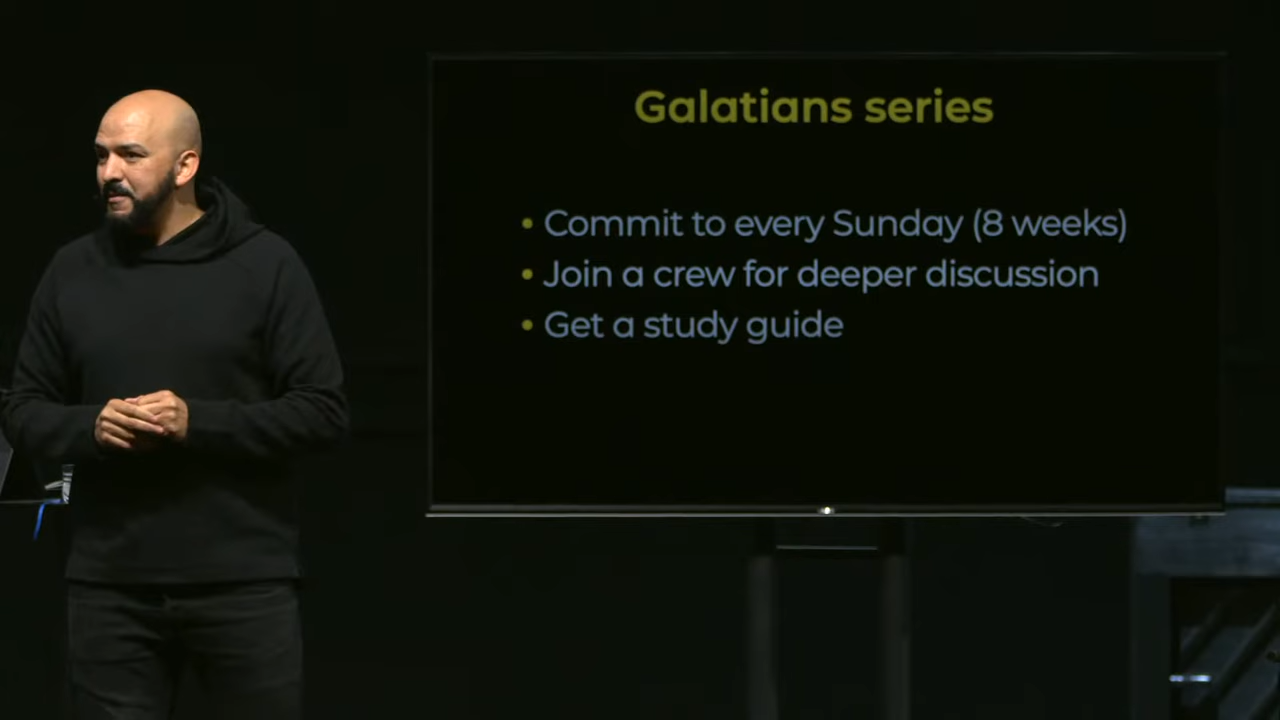 Galatians series
• Commit to every Sunday (8 weeks)
• Join a crew for deeper discussion
• Get a study guide